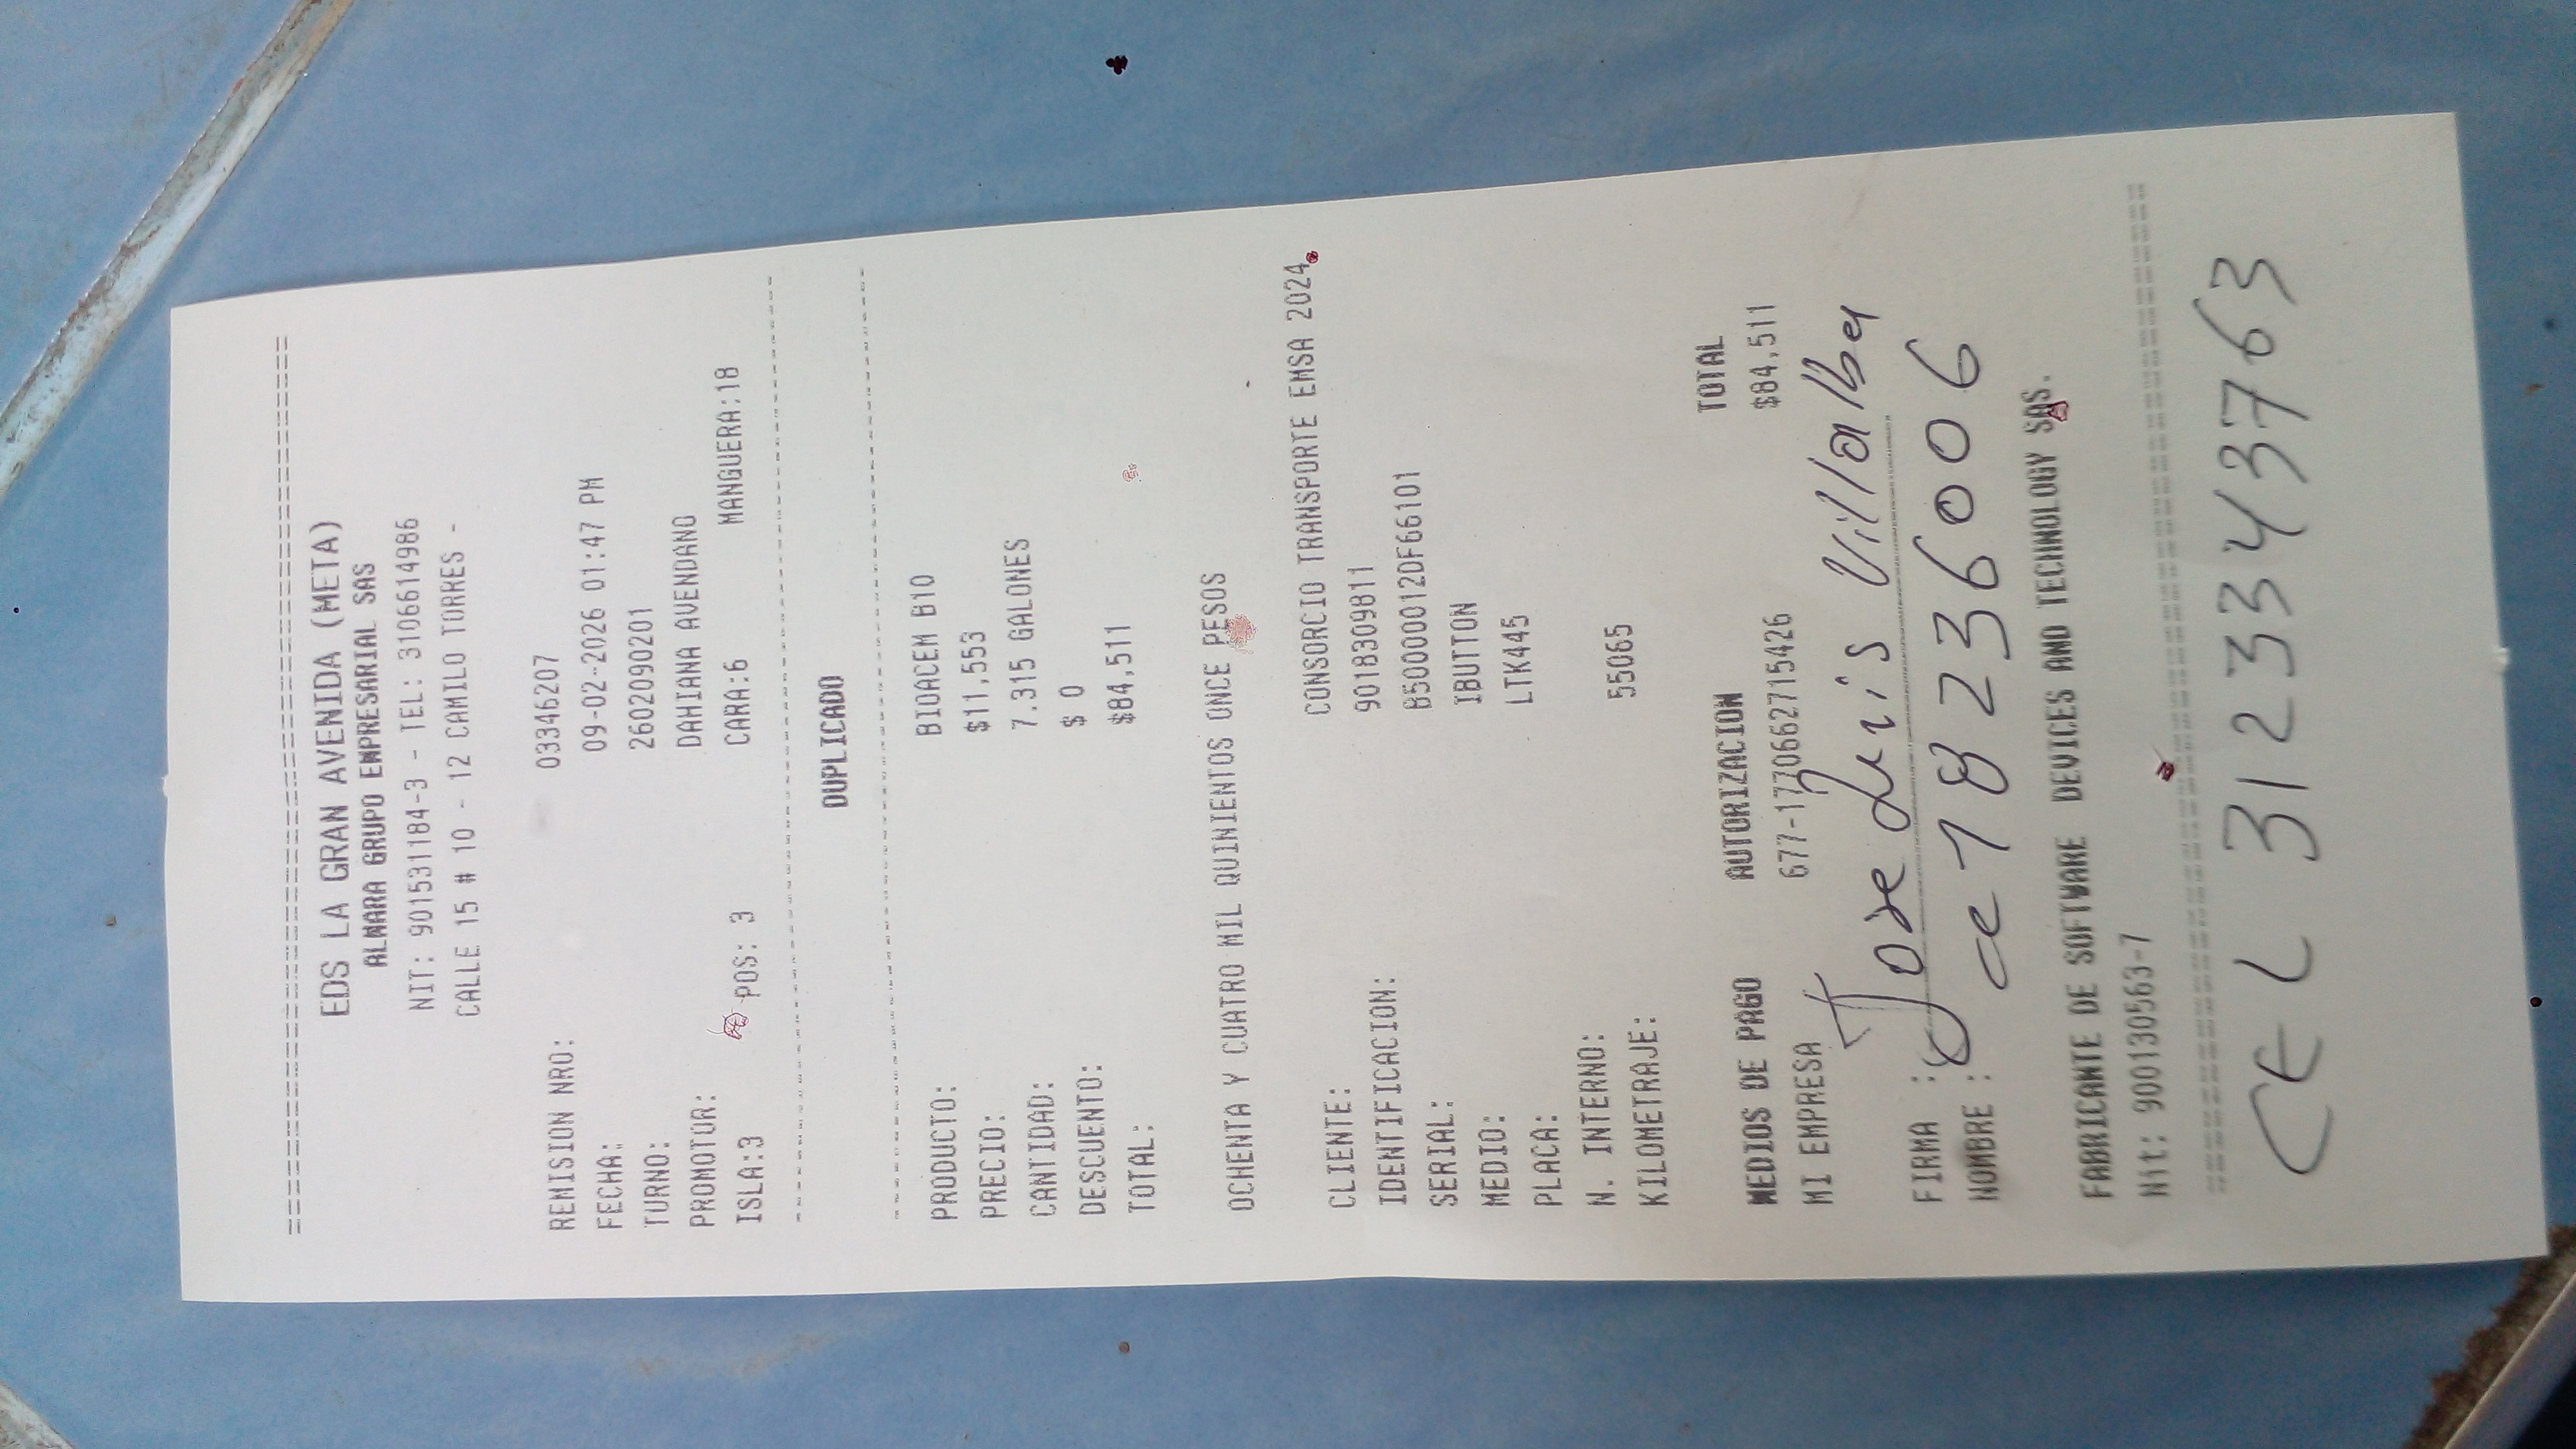 ================================================
EDS LA GRAN AVENIDA (META)
ALMARA GRUPO EMPRESARIAL SAS
NIT: 901531184-3 - TEL: 3106614986
CALLE 15 # 10 - 12 CAMILO TORRES -
REMISION NRO: 03346207
FECHA: 09-02-2026 01:47 PM
TURNO: 2602090201
PROMOTOR: DAHIANA AVENDANO
ISLA:3 POS: 3 CARA:6 MANGUERA:18
------------------------------------------------
DUPLICADO
------------------------------------------------
PRODUCTO: BIOACEM B10
PRECIO: $11,553
CANTIDAD: 7.315 GALONES
DESCUENTO: $ 0
TOTAL: $84,511
OCHENTA Y CUATRO MIL QUINIENTOS ONCE PESOS
CLIENTE: CONSORCIO TRANSPORTE EMSA 2024
IDENTIFICACION: 9018309811
SERIAL: B50000012DF66101
MEDIO: IBUTTON
PLACA: LTK445
N. INTERNO:
KILOMETRAJE: 55065
MEDIOS DE PAGO AUTORIZACION TOTAL
MI EMPRESA 677-1770662715426 $84,511
FIRMA : Jose Luis Villalba
NOMBRE : cc 18236006
FABRICANTE DE SOFTWARE DEVICES AND TECHNOLOGY SAS.
Nit: 900130563-7
================================================
CEL 3123343763